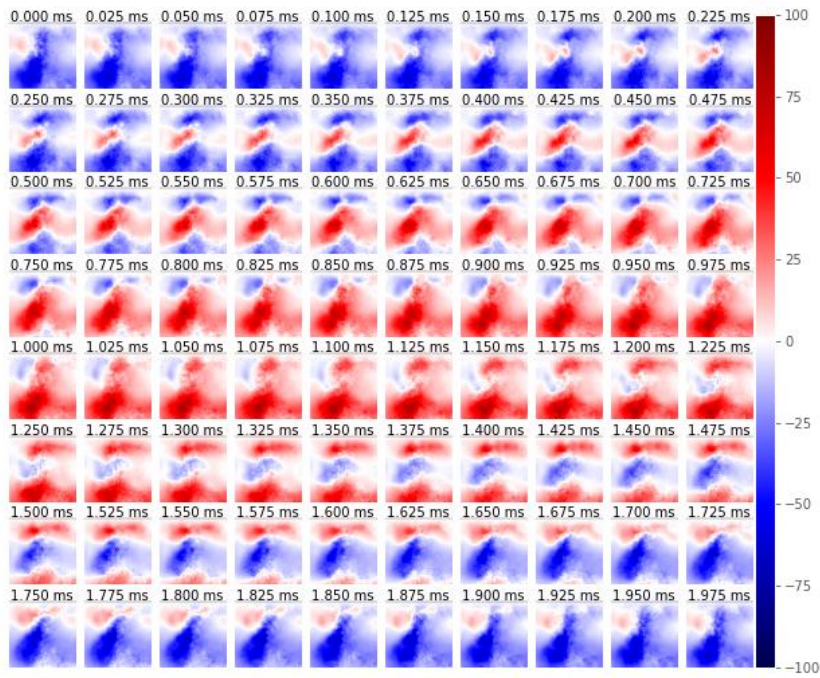 0.000 ms 0.025 ms 0.050 ms 0.075 ms 0.100 ms 0.125 ms 0.150 ms 0.175 ms 0.200 ms 0.225 ms
0.250 ms 0.275 ms 0.300 ms 0.325 ms 0.350 ms 0.375 ms 0.400 ms 0.425 ms 0.450 ms 0.475 ms
0.500 ms 0.525 ms 0.550 ms 0.575 ms 0.600 ms 0.625 ms 0.650 ms 0.675 ms 0.700 ms 0.725 ms
0.750 ms 0.775 ms 0.800 ms 0.825 ms 0.850 ms 0.875 ms 0.900 ms 0.925 ms 0.950 ms 0.975 ms
1.000 ms 1.025 ms 1.050 ms 1.075 ms 1.100 ms 1.125 ms 1.150 ms 1.175 ms 1.200 ms 1.225 ms
1.250 ms 1.275 ms 1.300 ms 1.325 ms 1.350 ms 1.375 ms 1.400 ms 1.425 ms 1.450 ms 1.475 ms
1.500 ms 1.525 ms 1.550 ms 1.575 ms 1.600 ms 1.625 ms 1.650 ms 1.675 ms 1.700 ms 1.725 ms
1.750 ms 1.775 ms 1.800 ms 1.825 ms 1.850 ms 1.875 ms 1.900 ms 1.925 ms 1.950 ms 1.975 ms
100
75
50
25
0
−25
−50
−75
−100